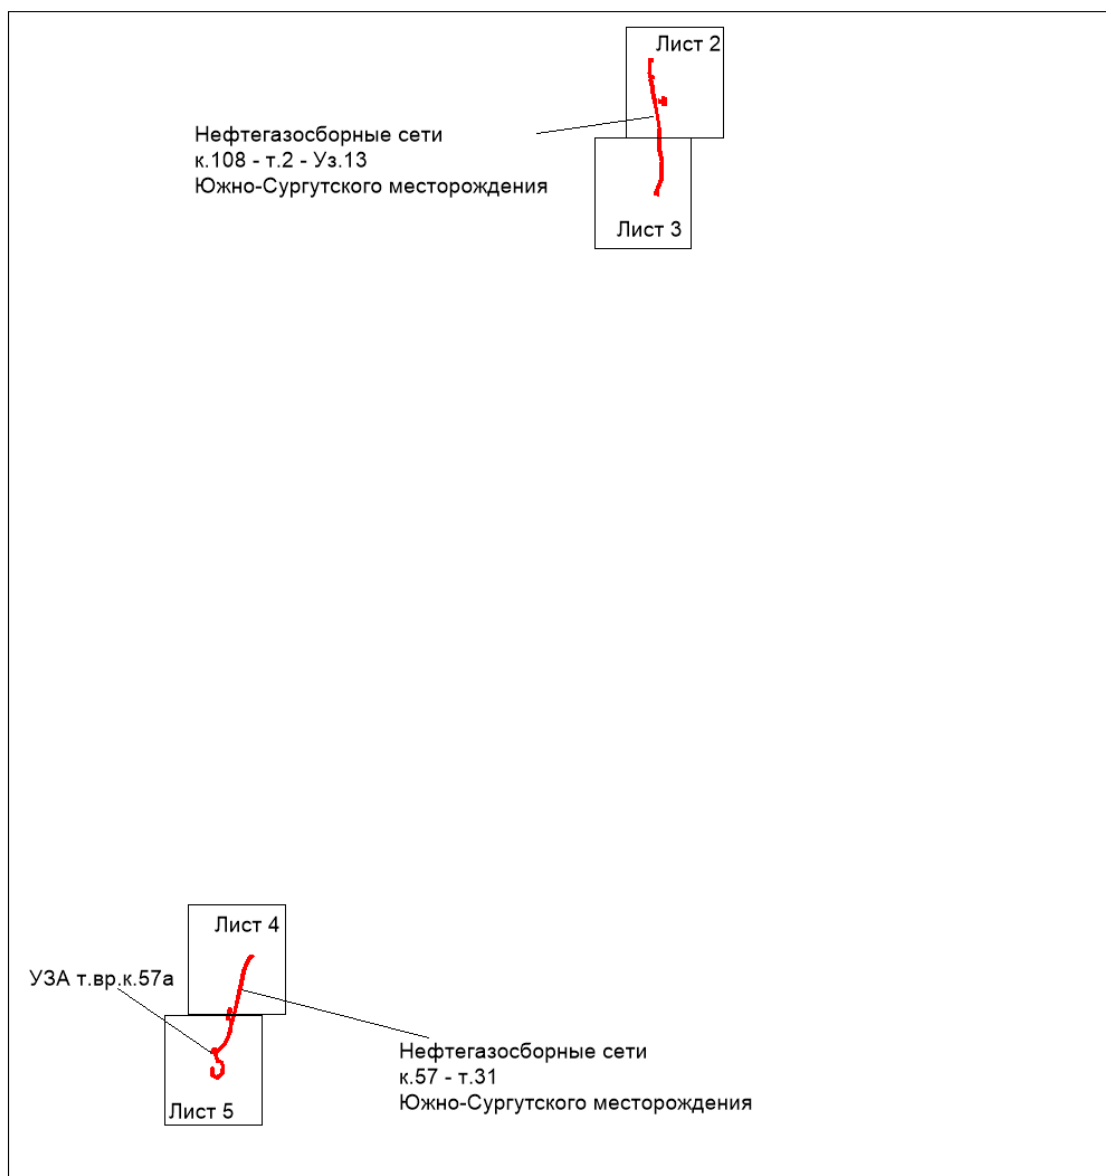 Лист 2
Нефтегазосборные сети
к.108 - т.2 - Уз.13
Южно-Сургутского месторождения
Лист 3
Лист 4
УЗА т.вр.к.57а
Нефтегазосборные сети
к.57 - т.31
Южно-Сургутского месторождения
Лист 5